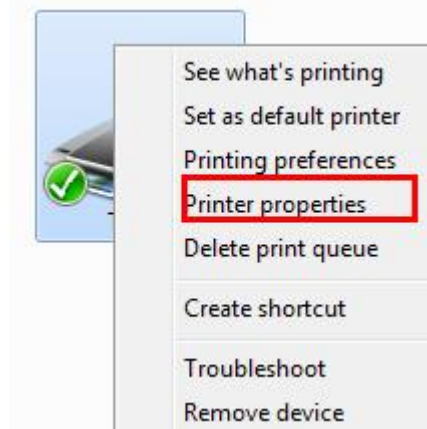 See what's printing
Set as default printer
Printing preferences
Printer properties
Delete print queue
Create shortcut
Troubleshoot
Remove device